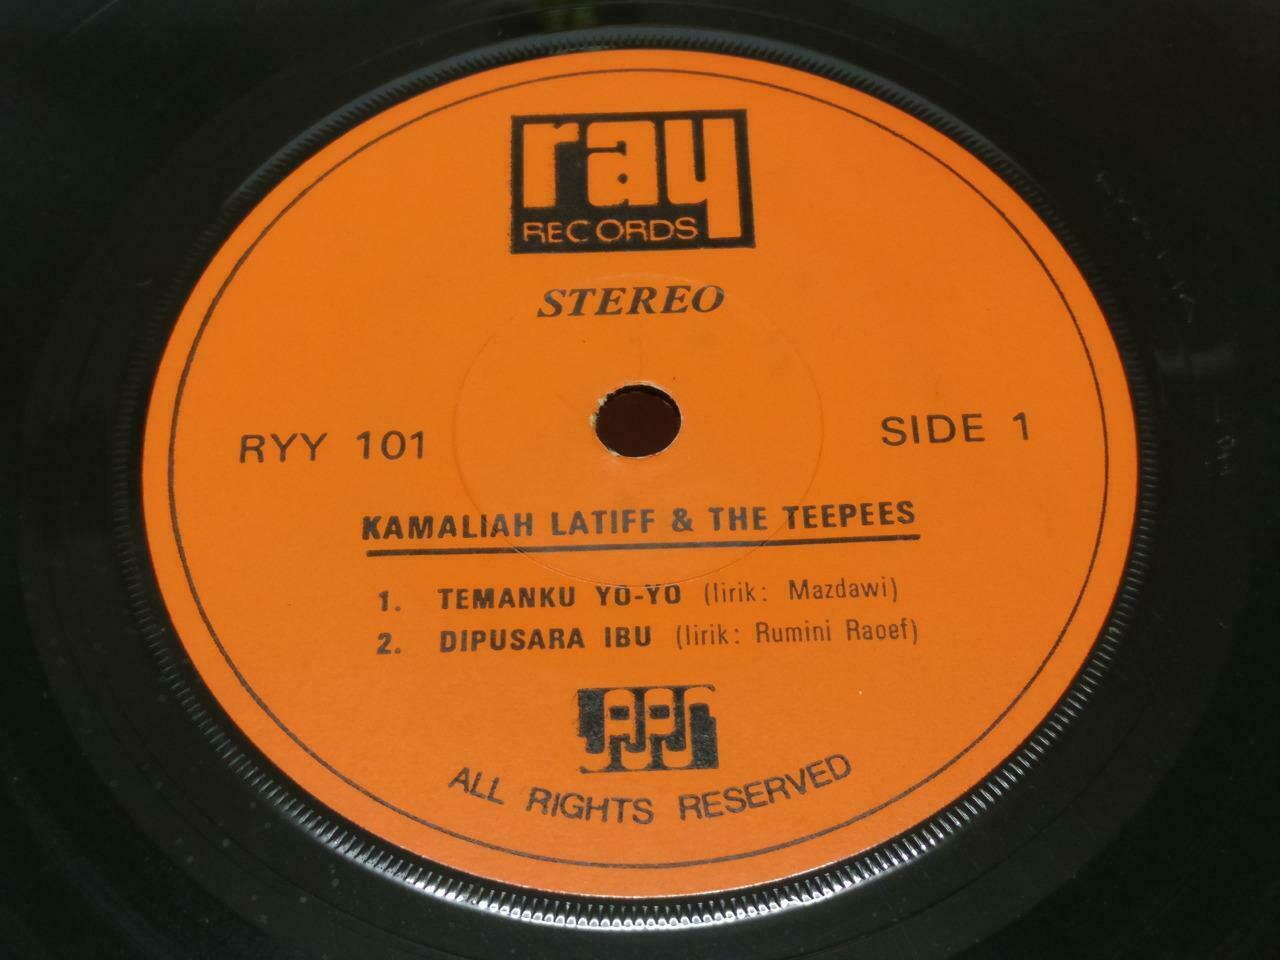 ray
RECORDS
STEREO
RYY 101
SIDE 1
KAMALIAH LATIFF & THE TEEPEES
1. TEMANKU YO-YO (lirik: Mazdawi)
2. DIPUSARA IBU (lirik: Rumini Raoef)
ALL RIGHTS RESERVED